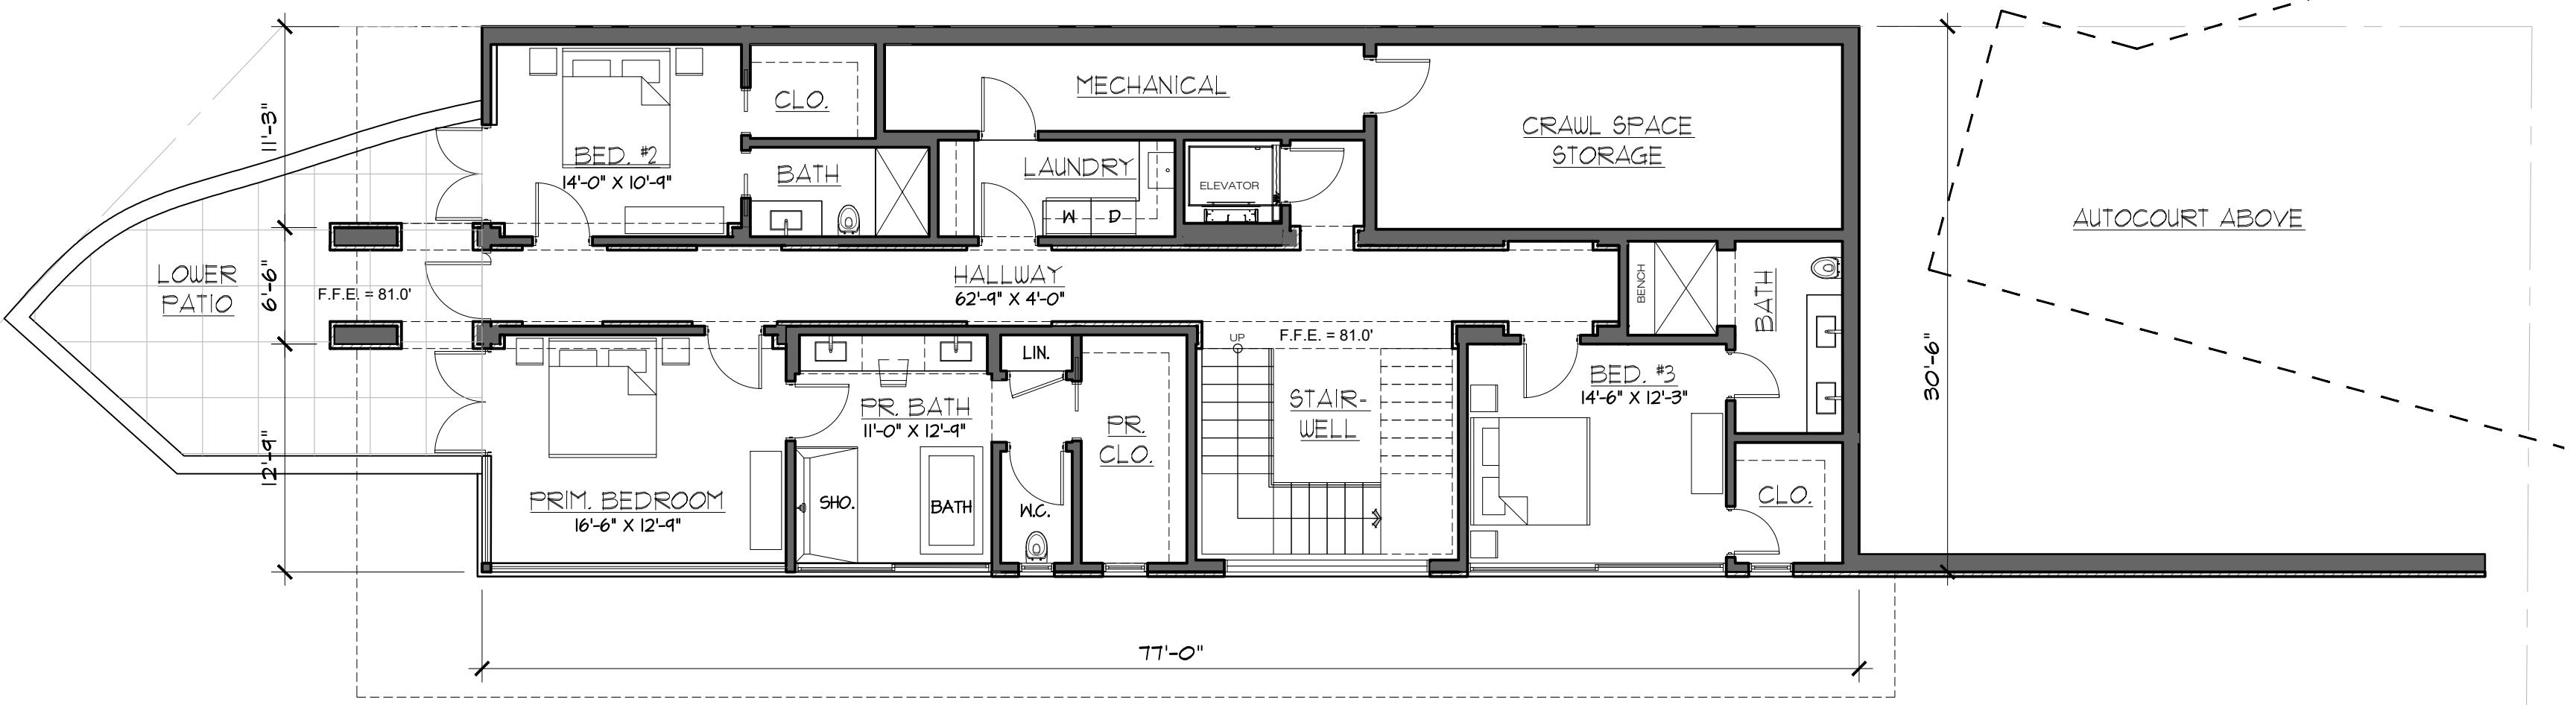 MECHANICAL
CLO.
11'-3"
CRAWL SPACE
STORAGE
BED. #2
14'-0" X 10'-9"
BATH
LAUNDRY
ELEVATOR
W
D
AUTOCOURT ABOVE
LOWER
PATIO
6'-6"
F.F.E. = 81.0'
HALLWAY
62'-9" X 4'-0"
BENCH
BATH
UP
F.F.E. = 81.0'
LIN.
30'-6"
BED. #3
14'-6" X 12'-3"
PR. BATH
11'-0" X 12'-9"
STAIR-
WELL
PR.
CLO.
12'-9"
PRIM. BEDROOM
16'-6" X 12'-9"
SHO.
BATH
W.C.
CLO.
77'-0"